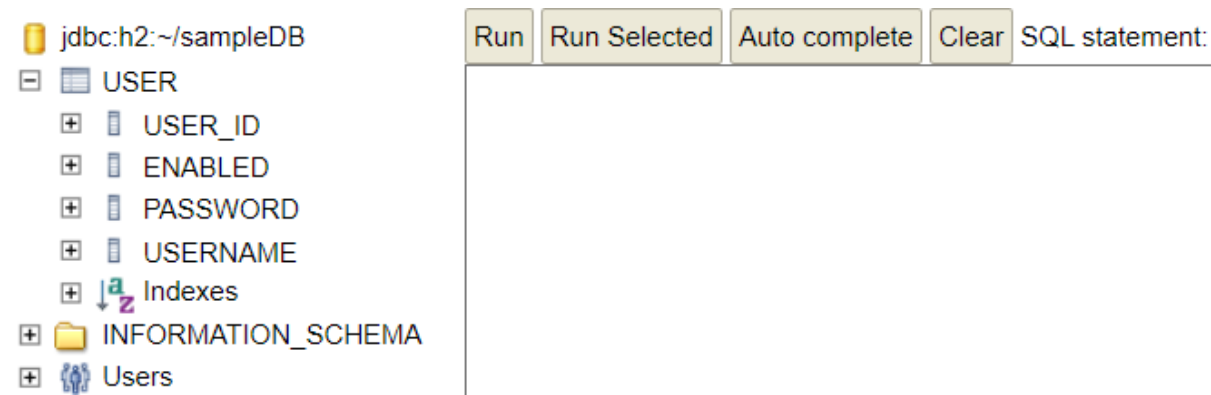 jdbc:h2:~/sampleDB
Run Run Selected Auto complete Clear SQL statement:
USER
USER_ID
ENABLED
PASSWORD
USERNAME
Indexes
INFORMATION_SCHEMA
Users